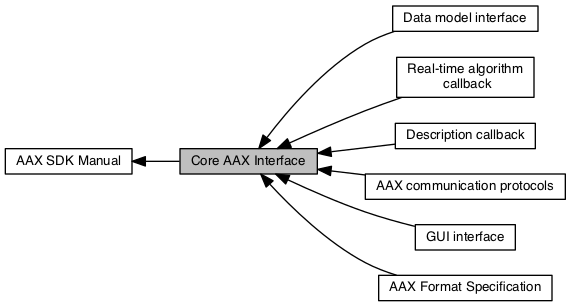 Data model interface
Real-time algorithm
callback
Description callback
AAX SDK Manual
Core AAX Interface
AAX communication protocols
GUI interface
AAX Format Specification